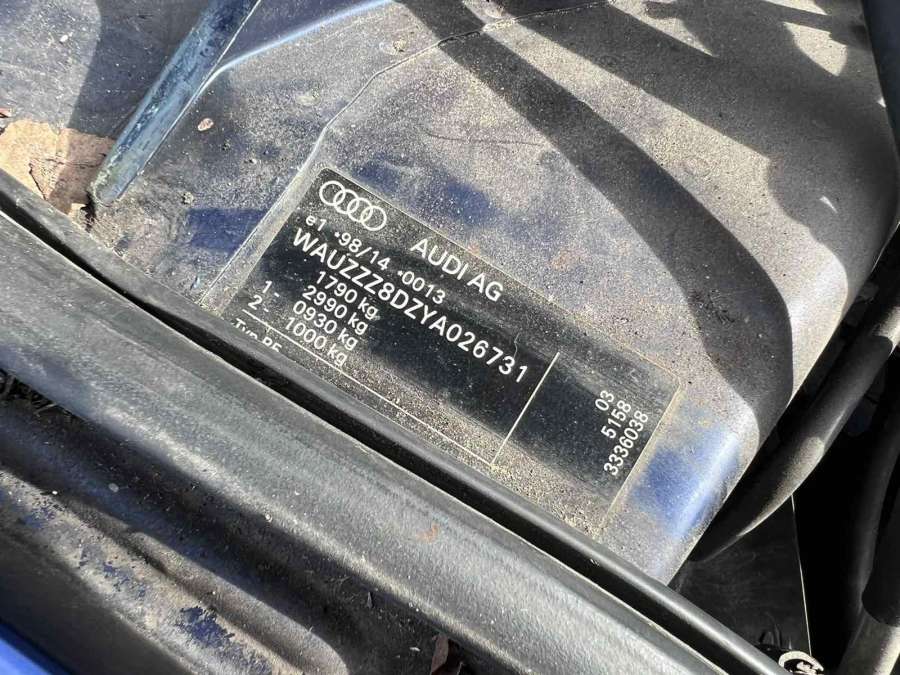 AUDI AG
e1 *98/14 *0013
WAUZZZ8DZYA026731
1790 kg
2990 kg
1- 0930 kg
2- 1000 kg
03
5158
3336038